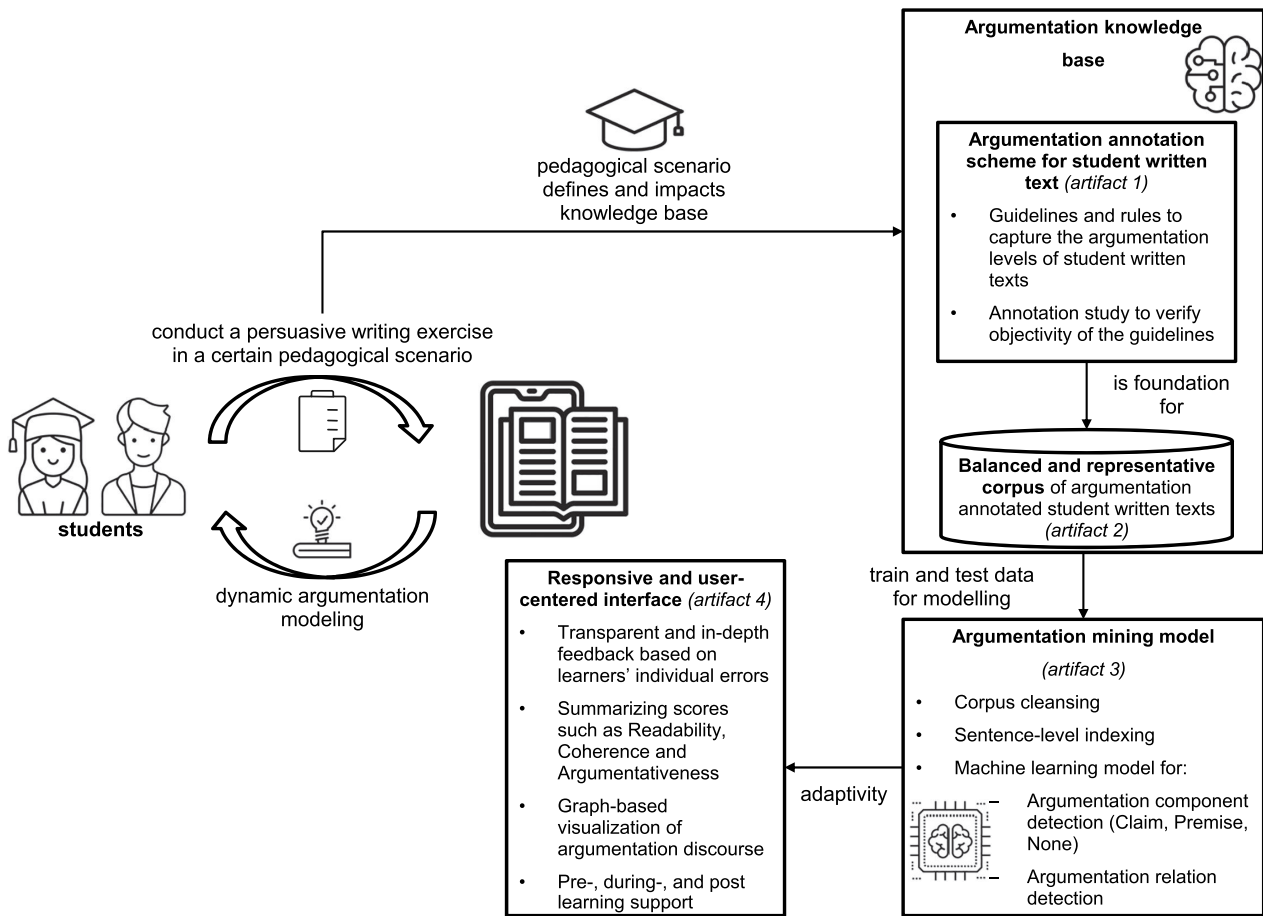 Argumentation knowledge
base
pedagogical scenario
defines and impacts
knowledge base
Argumentation annotation
scheme for student written
text (artifact 1)
• Guidelines and rules to
capture the argumentation
levels of student written
texts
• Annotation study to verify
objectivity of the guidelines
conduct a persuasive writing exercise
in a certain pedagogical scenario
is foundation
for
students
Balanced and representative
corpus of argumentation
annotated student written texts
(artifact 2)
dynamic argumentation
modeling
train and test data
for modelling
Responsive and user-
centered interface (artifact 4)
• Transparent and in-depth
feedback based on
learners’ individual errors
• Summarizing scores
such as Readability,
Coherence and
Argumentativeness
• Graph-based
visualization of
argumentation discourse
• Pre-, during-, and post
learning support
adaptivity
Argumentation mining model
(artifact 3)
• Corpus cleansing
• Sentence-level indexing
• Machine learning model for:
– Argumentation component
detection (Claim, Premise,
None)
– Argumentation relation
detection